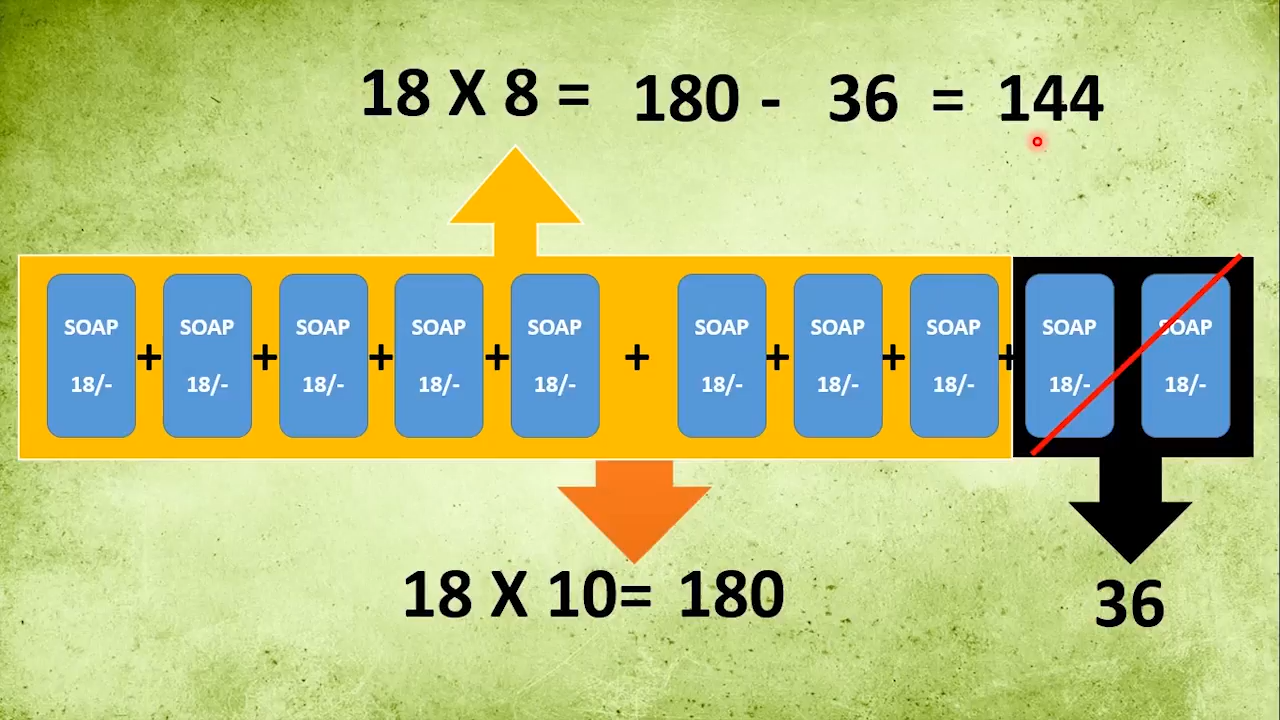 18 X 8 = 180 - 36 = 144
SOAP + SOAP + SOAP + SOAP + SOAP + SOAP + SOAP + SOAP + SOAP SOAP
18/- 18/- 18/- 18/- 18/- 18/- 18/- 18/- 18/- 18/-
18 X 10= 180
36